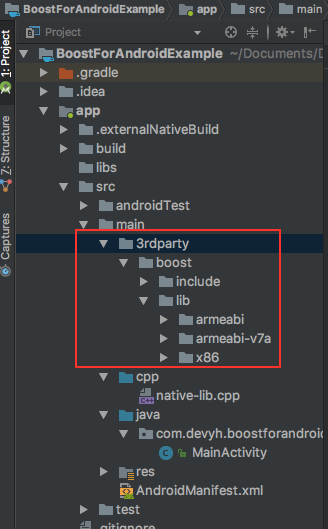 BoostForAndroidExample app src main
1: Project
Project
BoostForAndroidExample ~/Documents/D
.gradle
.idea
app
.externalNativeBuild
build
libs
src
androidTest
main
3rdparty
boost
include
lib
armeabi
armeabi-v7a
x86
cpp
native-lib.cpp
java
com.devyh.boostforandroid
MainActivity
res
AndroidManifest.xml
test
.gitignore
7: Structure
Captures